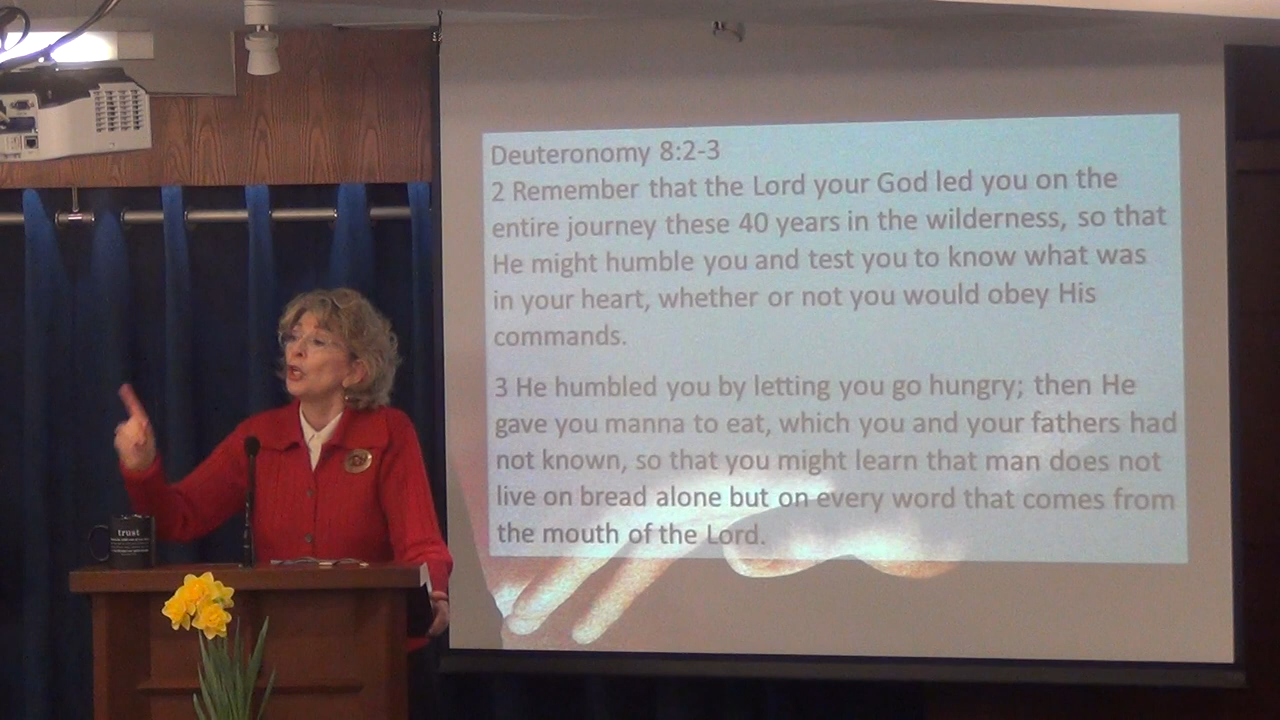 Deuteronomy 8:2-3
2 Remember that the Lord your God led you on the
entire journey these 40 years in the wilderness, so that
He might humble you and test you to know what was
in your heart, whether or not you would obey His
commands.
3 He humbled you by letting you go hungry; then He
gave you manna to eat, which you and your fathers had
not known, so that you might learn that man does not
live on bread alone but on every word that comes from
the mouth of the Lord.
trust